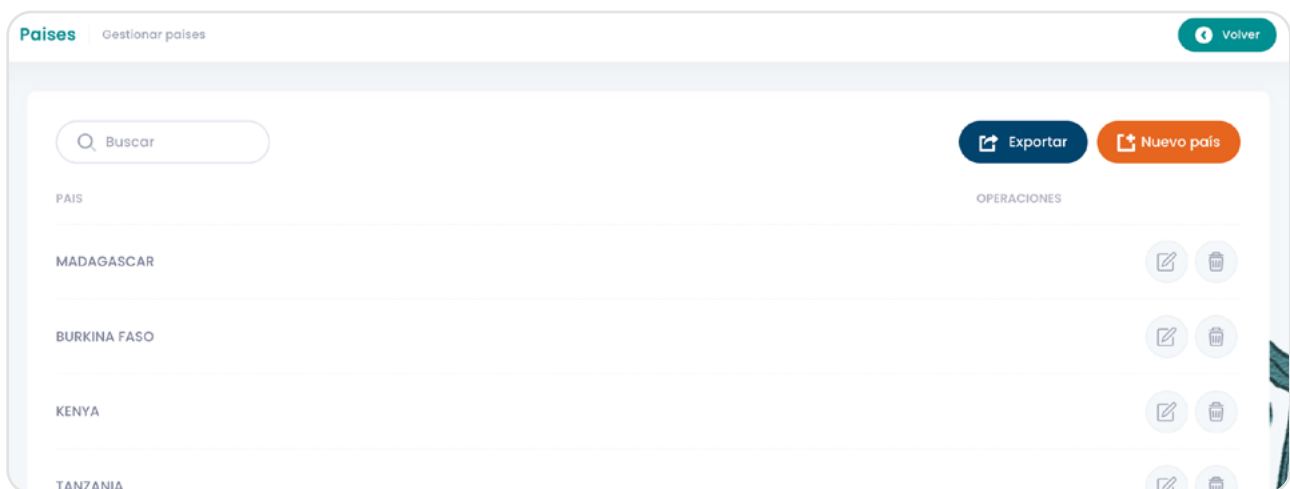 Paises Gestionar paises Volver
Buscar Exportar Nuevo país
PAIS OPERACIONES
MADAGASCAR
BURKINA FASO
KENYA
TANZANIA